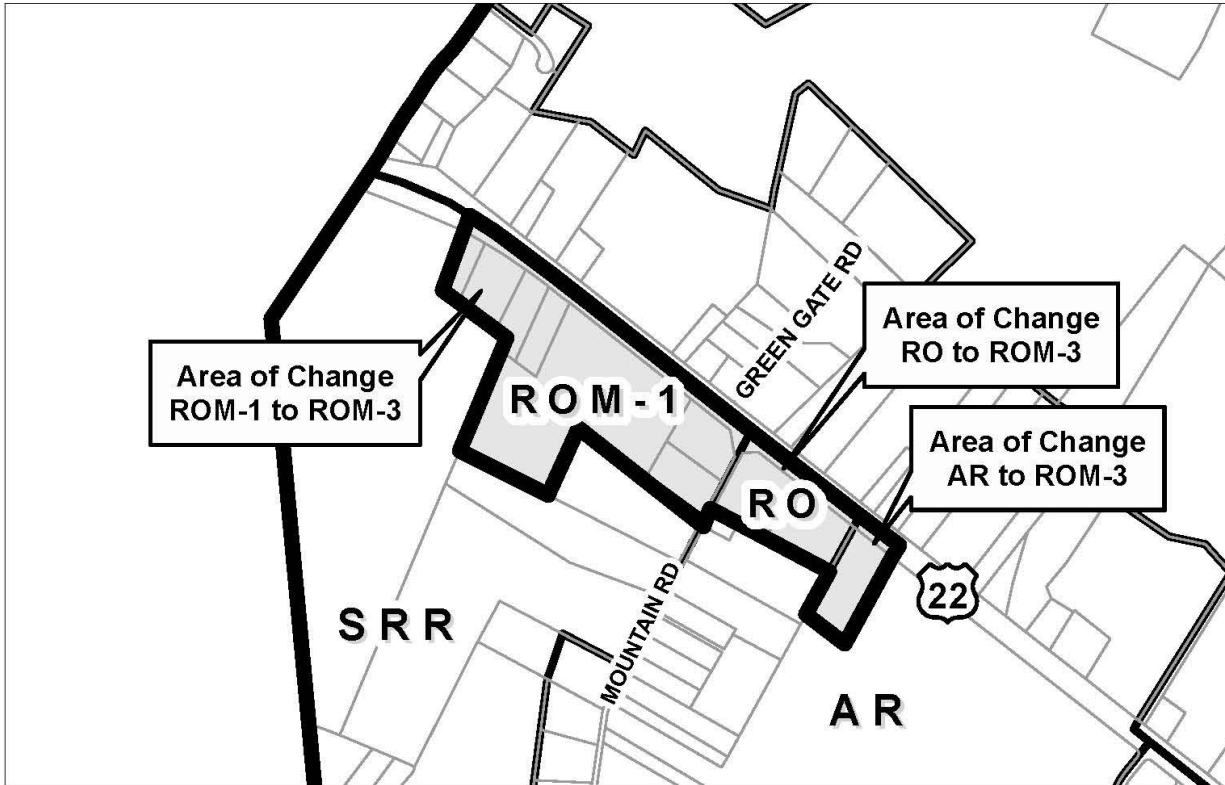 GREEN GATE RD
Area of Change
RO to ROM-3
Area of Change
ROM-1 to ROM-3
ROM-1
Area of Change
AR to ROM-3
RO
22
MOUNTAIN RD
SRR
AR